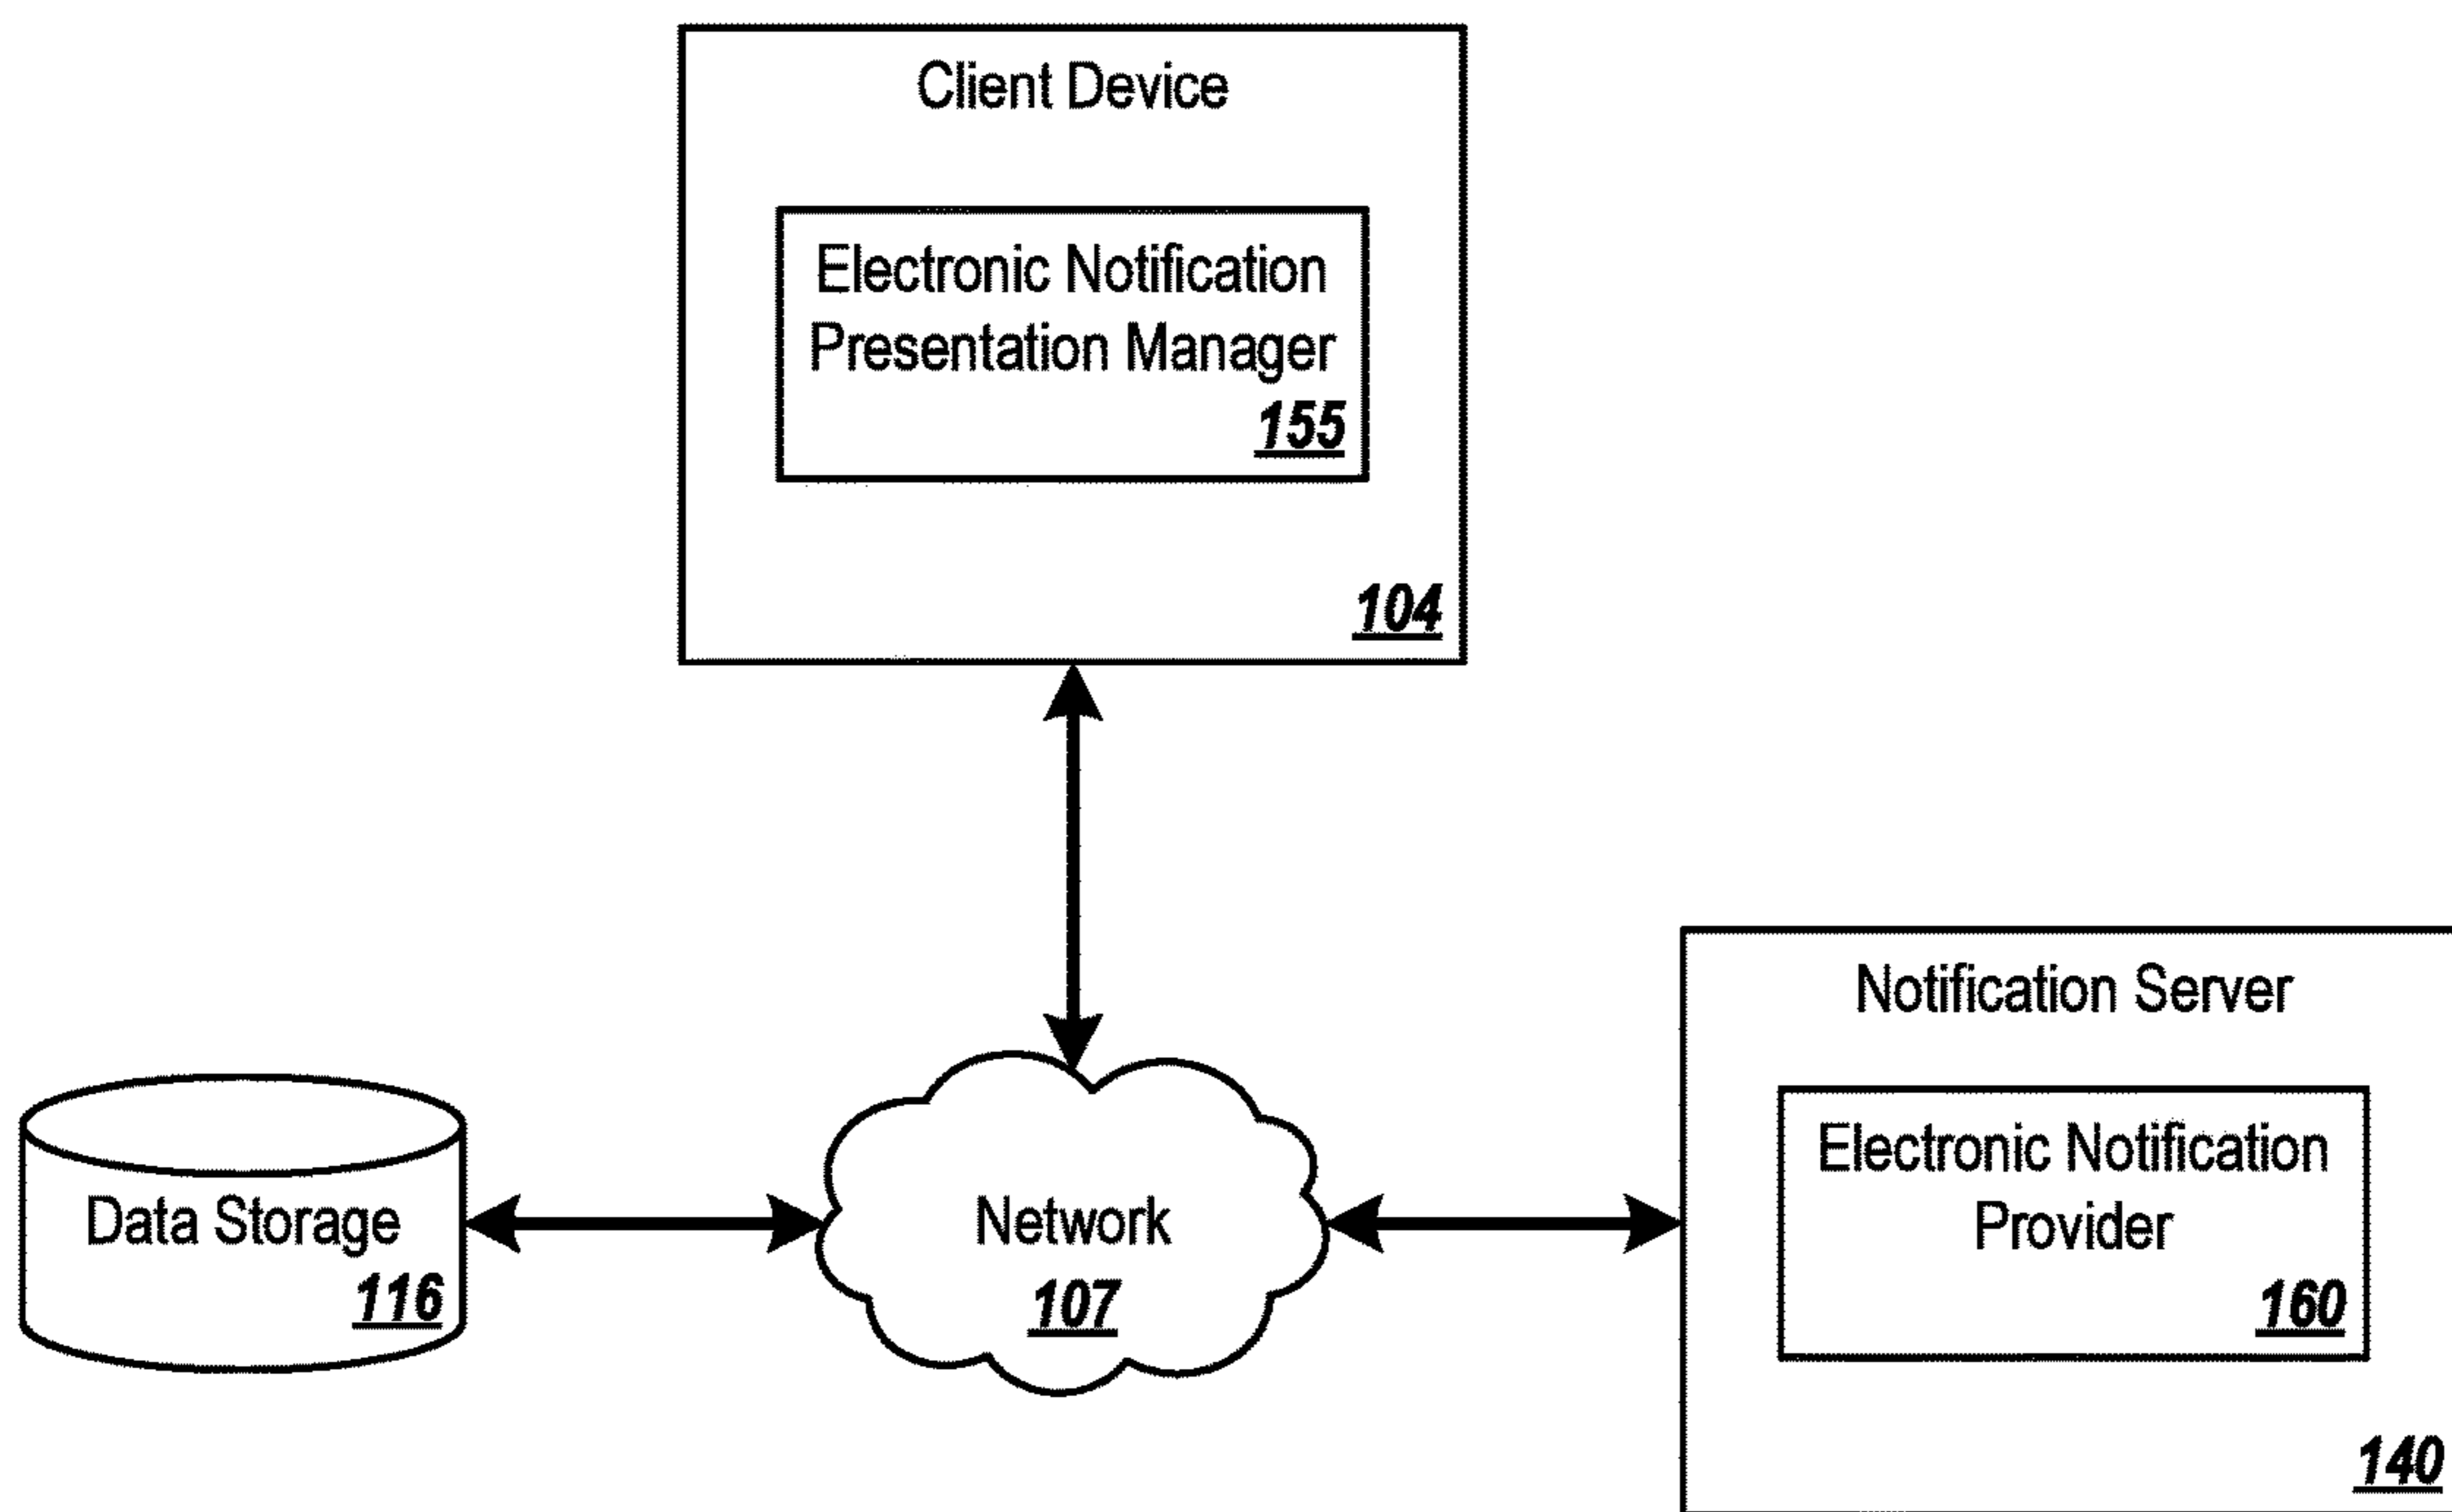 Client Device
Electronic Notification
Presentation Manager
155
104
Notification Server
Electronic Notification
Provider
160
140
Data Storage
116
Network
107